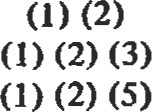 (1) (2)
(1) (2) (3)
(1) (2) (5)